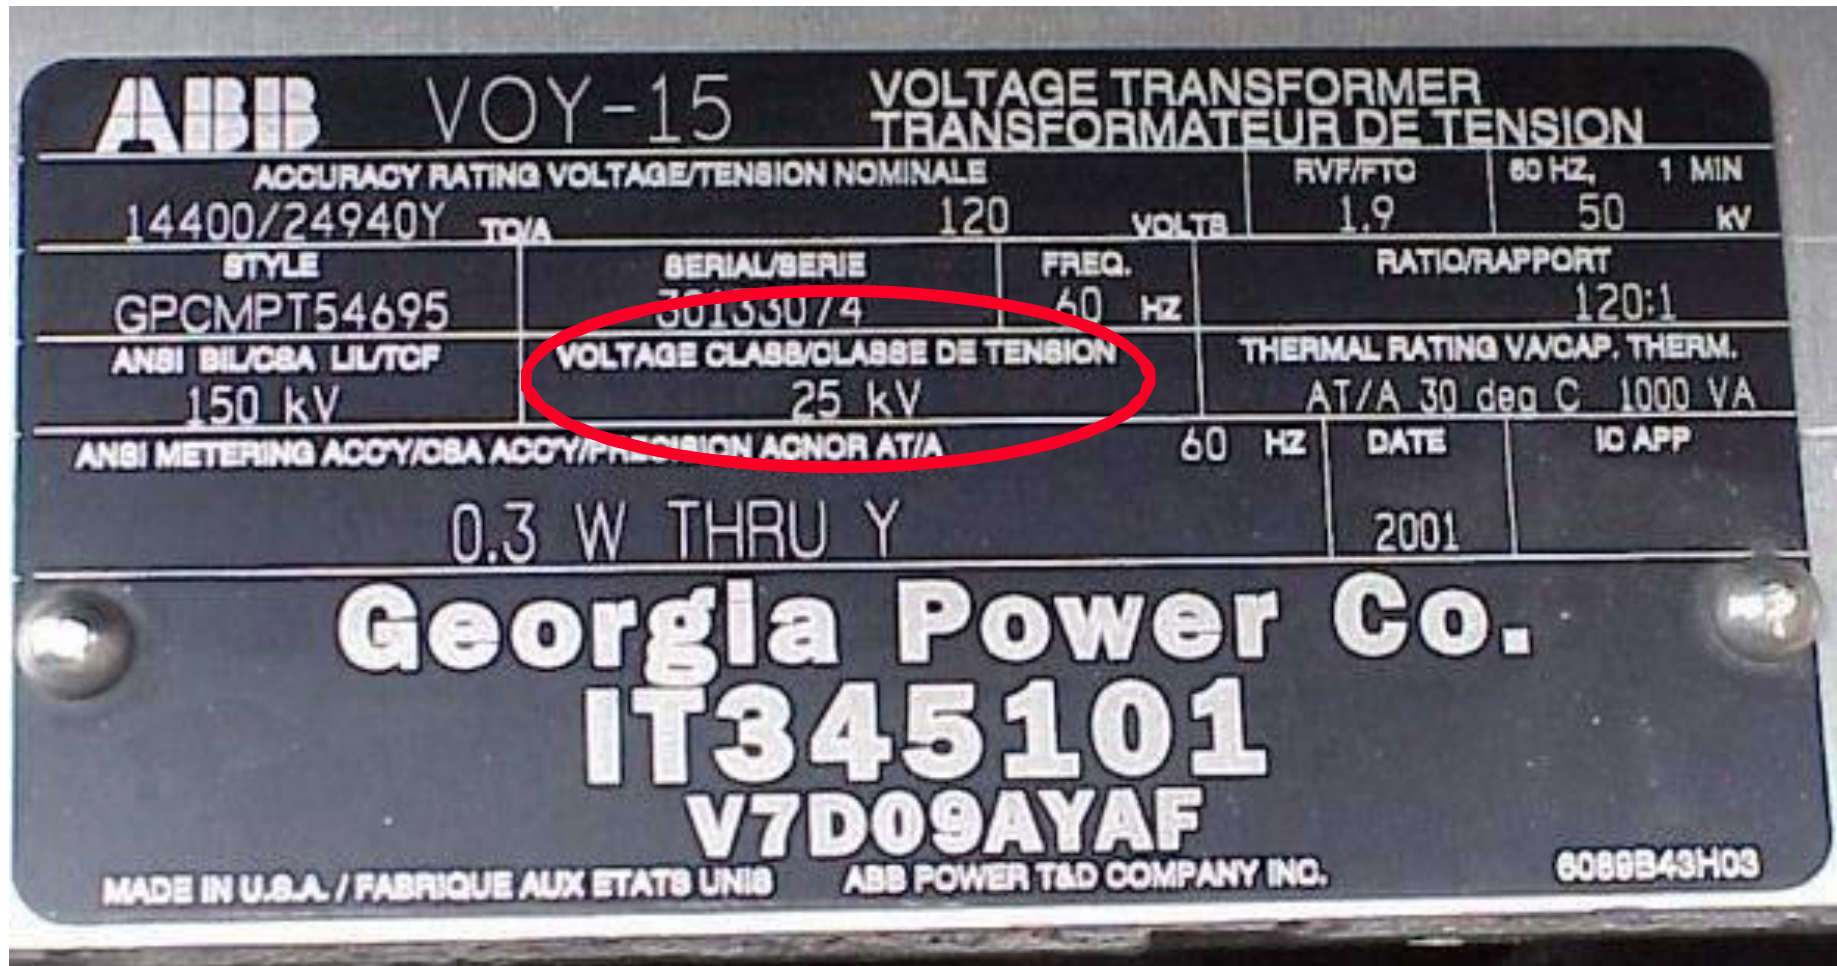 ABB VOY-15 VOLTAGE TRANSFORMER
TRANSFORMATEUR DE TENSION
ACCURACY RATING VOLTAGE/TENSION NOMINALE RVF/FTC 60 HZ, 1 MIN
14400/24940Y TO/A 120 VOLTS 1.9 50 kV
STYLE SERIAL/SERIE FREQ. RATIO/RAPPORT
GPCMPT54695 30133074 60 HZ 120:1
ANSI BIL/CSA LIL/TCF VOLTAGE CLASS/CLASSE DE TENSION THERMAL RATING VA/CAP. THERM.
150 kV 25 kV AT/A 30 deg C 1000 VA
ANSI METERING ACC'Y/CSA ACC'Y/PRECISION ACNOR AT/A 60 HZ DATE IC APP
0.3 W THRU Y 2001
Georgia Power Co.
IT345101
V7D09AYAF
MADE IN U.S.A. / FABRIQUE AUX ETATS UNIS ABB POWER T&D COMPANY INC. 6089B43H03